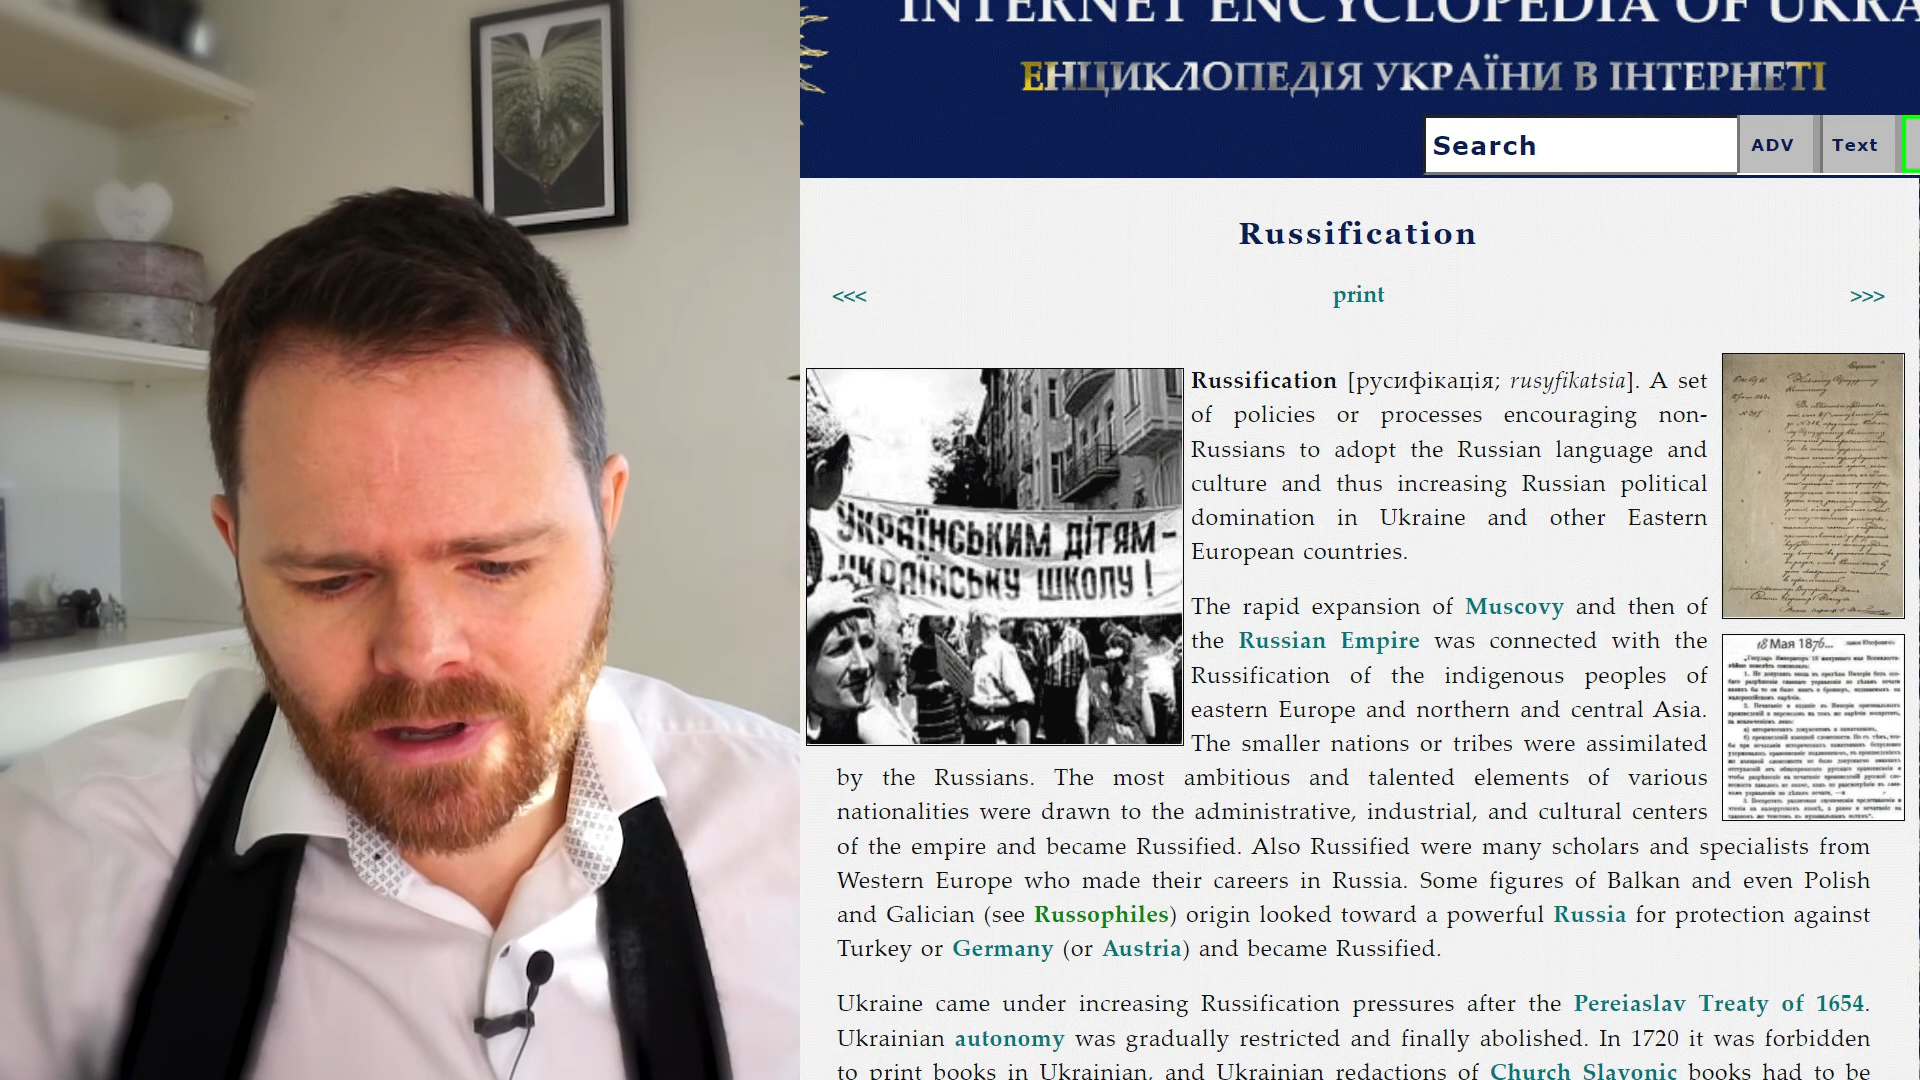 INTERNET ENCYCLOPEDIA OF UKRA
ЕНЦИКЛОПЕДІЯ УКРАЇНИ В ІНТЕРНЕТІ
Search
ADV
Text
Russification
<<<
print
>>>
УКРАЇНСЬКИМ ДІТЯМ-
УКРАЇНСЬКУ ШКОЛУ!
Russification [русифікація; rusyfikatsia]. A set
of policies or processes encouraging non-
Russians to adopt the Russian language and
culture and thus increasing Russian political
domination in Ukraine and other Eastern
European countries.
The rapid expansion of Muscovy and then of
the Russian Empire was connected with the
Russification of the indigenous peoples of
eastern Europe and northern and central Asia.
The smaller nations or tribes were assimilated
by the Russians. The most ambitious and talented elements of various
nationalities were drawn to the administrative, industrial, and cultural centers
of the empire and became Russified. Also Russified were many scholars and specialists from
Western Europe who made their careers in Russia. Some figures of Balkan and even Polish
and Galician (see Russophiles) origin looked toward a powerful Russia for protection against
Turkey or Germany (or Austria) and became Russified.
Ukraine came under increasing Russification pressures after the Pereiaslav Treaty of 1654.
Ukrainian autonomy was gradually restricted and finally abolished. In 1720 it was forbidden
to print books in Ukrainian, and Ukrainian redactions of Church Slavonic books had to be
18 Мая 1876...